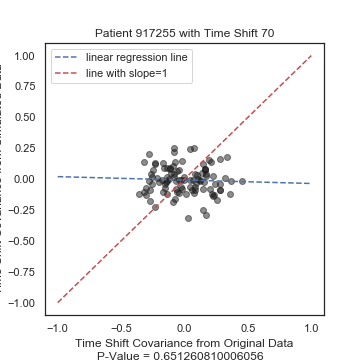 Patient 917255 with Time Shift 70
linear regression line
line with slope=1
1.00
0.75
0.50
0.25
0.00
−0.25
−0.50
−0.75
−1.00
−1.0 −0.5 0.0 0.5 1.0
Time Shift Covariance from Original Data
P-Value = 0.651260810006056